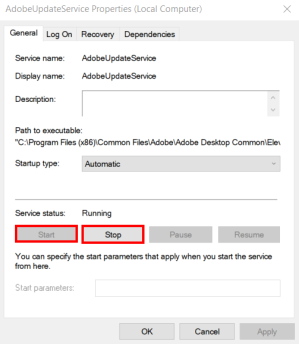 AdobeUpdateService Properties (Local Computer)
General Log On Recovery Dependencies
Service name: AdobeUpdateService
Display name: AdobeUpdateService
Description:
Path to executable:
"C:\Program Files (x86)\Common Files\Adobe\Adobe Desktop Common\Elev
Startup type: Automatic
Service status: Running
Start Stop Pause Resume
You can specify the start parameters that apply when you start the service
from here.
Start parameters:
OK Cancel Apply